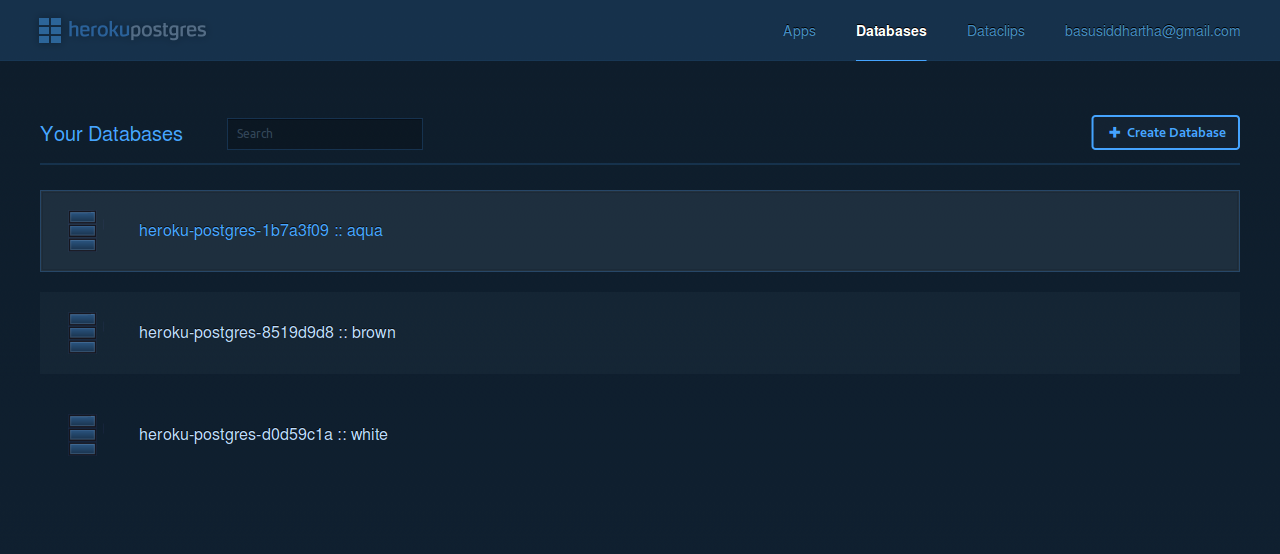 herokupostgres Apps Databases Dataclips basusiddhartha@gmail.com
Your Databases Search ✚ Create Database
heroku-postgres-1b7a3f09 :: aqua
heroku-postgres-8519d9d8 :: brown
heroku-postgres-d0d59c1a :: white